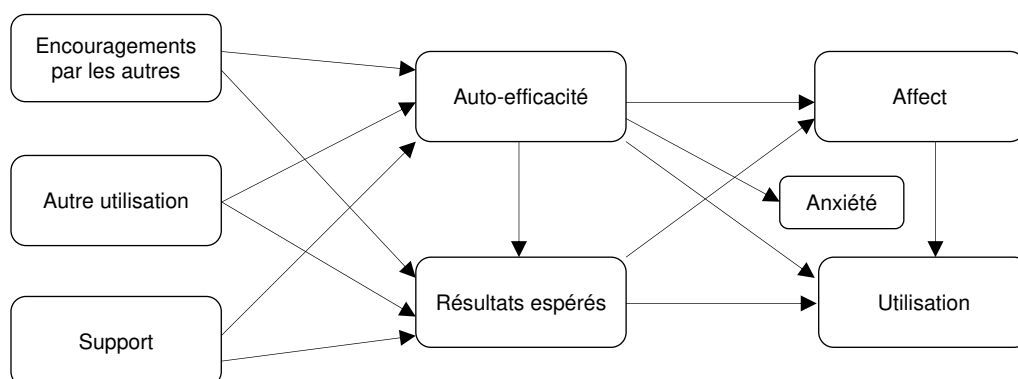 Encouragements
par les autres
Auto-efficacité
Affect
Autre utilisation
Anxiété
Résultats espérés
Utilisation
Support